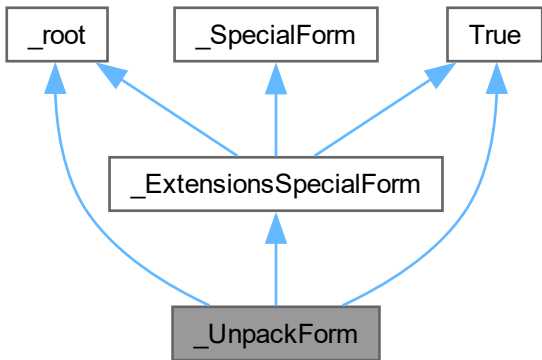 _root
_SpecialForm
True
_ExtensionsSpecialForm
_UnpackForm